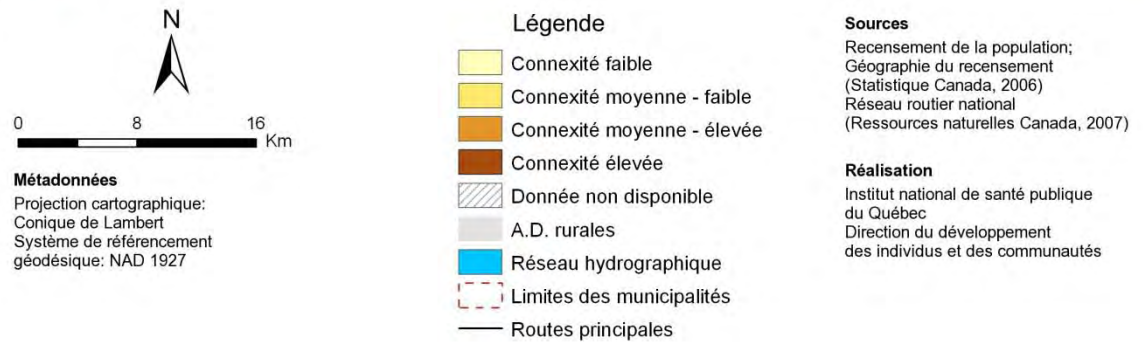 N
0 8 16
Km
Métadonnées
Projection cartographique:
Conique de Lambert
Système de référencement
géodésique: NAD 1927
Légende
Connexité faible
Connexité moyenne - faible
Connexité moyenne - élevée
Connexité élevée
Donnée non disponible
A.D. rurales
Réseau hydrographique
Limites des municipalités
Routes principales
Sources
Recensement de la population;
Géographie du recensement
(Statistique Canada, 2006)
Réseau routier national
(Ressources naturelles Canada, 2007)
Réalisation
Institut national de santé publique
du Québec
Direction du développement
des individus et des communautés